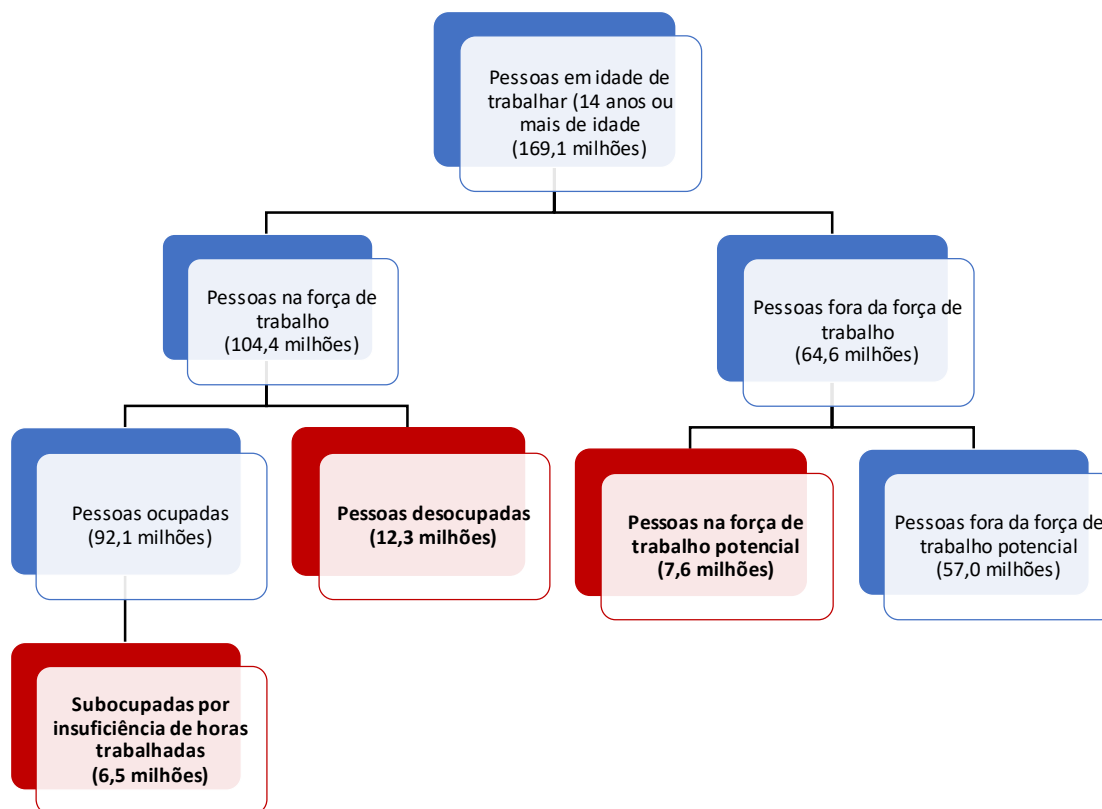 Pessoas em idade de
trabalhar (14 anos ou
mais de idade
(169,1 milhões)
Pessoas na força de
trabalho
(104,4 milhões)
Pessoas fora da força de
trabalho
(64,6 milhões)
Pessoas ocupadas
(92,1 milhões)
Pessoas desocupadas
(12,3 milhões)
Pessoas na força de
trabalho potencial
(7,6 milhões)
Pessoas fora da força de
trabalho potencial
(57,0 milhões)
Subocupadas por
insuficiência de horas
trabalhadas
(6,5 milhões)